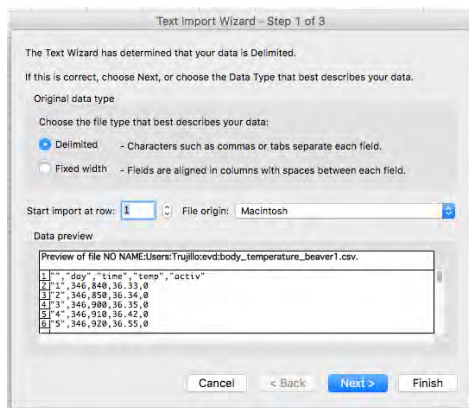 Text Import Wizard - Step 1 of 3
The Text Wizard has determined that your data is Delimited.
If this is correct, choose Next, or choose the Data Type that best describes your data.
Original data type
Choose the file type that best describes your data:
Delimited - Characters such as commas or tabs separate each field.
Fixed width - Fields are aligned in columns with spaces between each field.
Start import at row: 1 File origin: Macintosh
Data preview
Preview of file NO NAME:Users:Trujillo:evd:body_temperature_beaver1.csv.
1 "","day","time","temp","activ"
2 "1",346,840,36.33,0
3 "2",346,850,36.34,0
4 "3",346,900,36.35,0
5 "4",346,910,36.42,0
6 "5",346,920,36.55,0
Cancel < Back Next > Finish